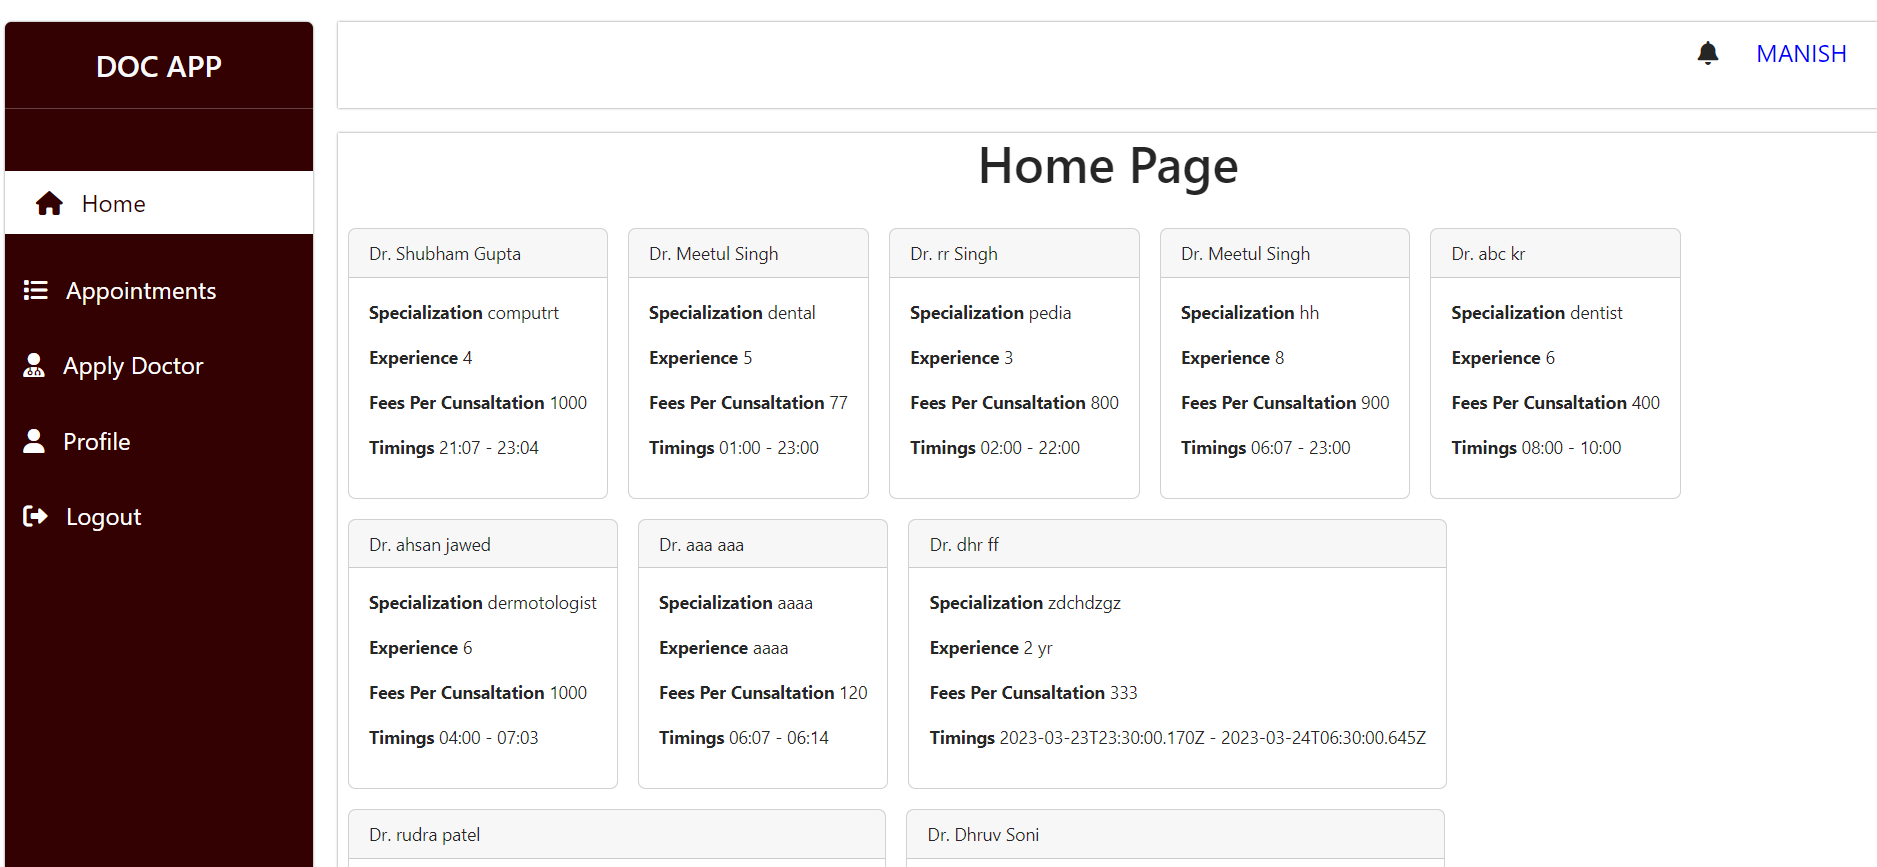 DOC APP
MANISH
Home
Appointments
Apply Doctor
Profile
Logout
Home Page
Dr. Shubham Gupta
Specialization computrt
Experience 4
Fees Per Cunsaltation 1000
Timings 21:07 - 23:04
Dr. Meetul Singh
Specialization dental
Experience 5
Fees Per Cunsaltation 77
Timings 01:00 - 23:00
Dr. rr Singh
Specialization pedia
Experience 3
Fees Per Cunsaltation 800
Timings 02:00 - 22:00
Dr. Meetul Singh
Specialization hh
Experience 8
Fees Per Cunsaltation 900
Timings 06:07 - 23:00
Dr. abc kr
Specialization dentist
Experience 6
Fees Per Cunsaltation 400
Timings 08:00 - 10:00
Dr. ahsan jawed
Specialization dermotologist
Experience 6
Fees Per Cunsaltation 1000
Timings 04:00 - 07:03
Dr. aaa aaa
Specialization aaaa
Experience aaaa
Fees Per Cunsaltation 120
Timings 06:07 - 06:14
Dr. dhr ff
Specialization zdchdzgz
Experience 2 yr
Fees Per Cunsaltation 333
Timings 2023-03-23T23:30:00.170Z - 2023-03-24T06:30:00.645Z
Dr. rudra patel
Dr. Dhruv Soni